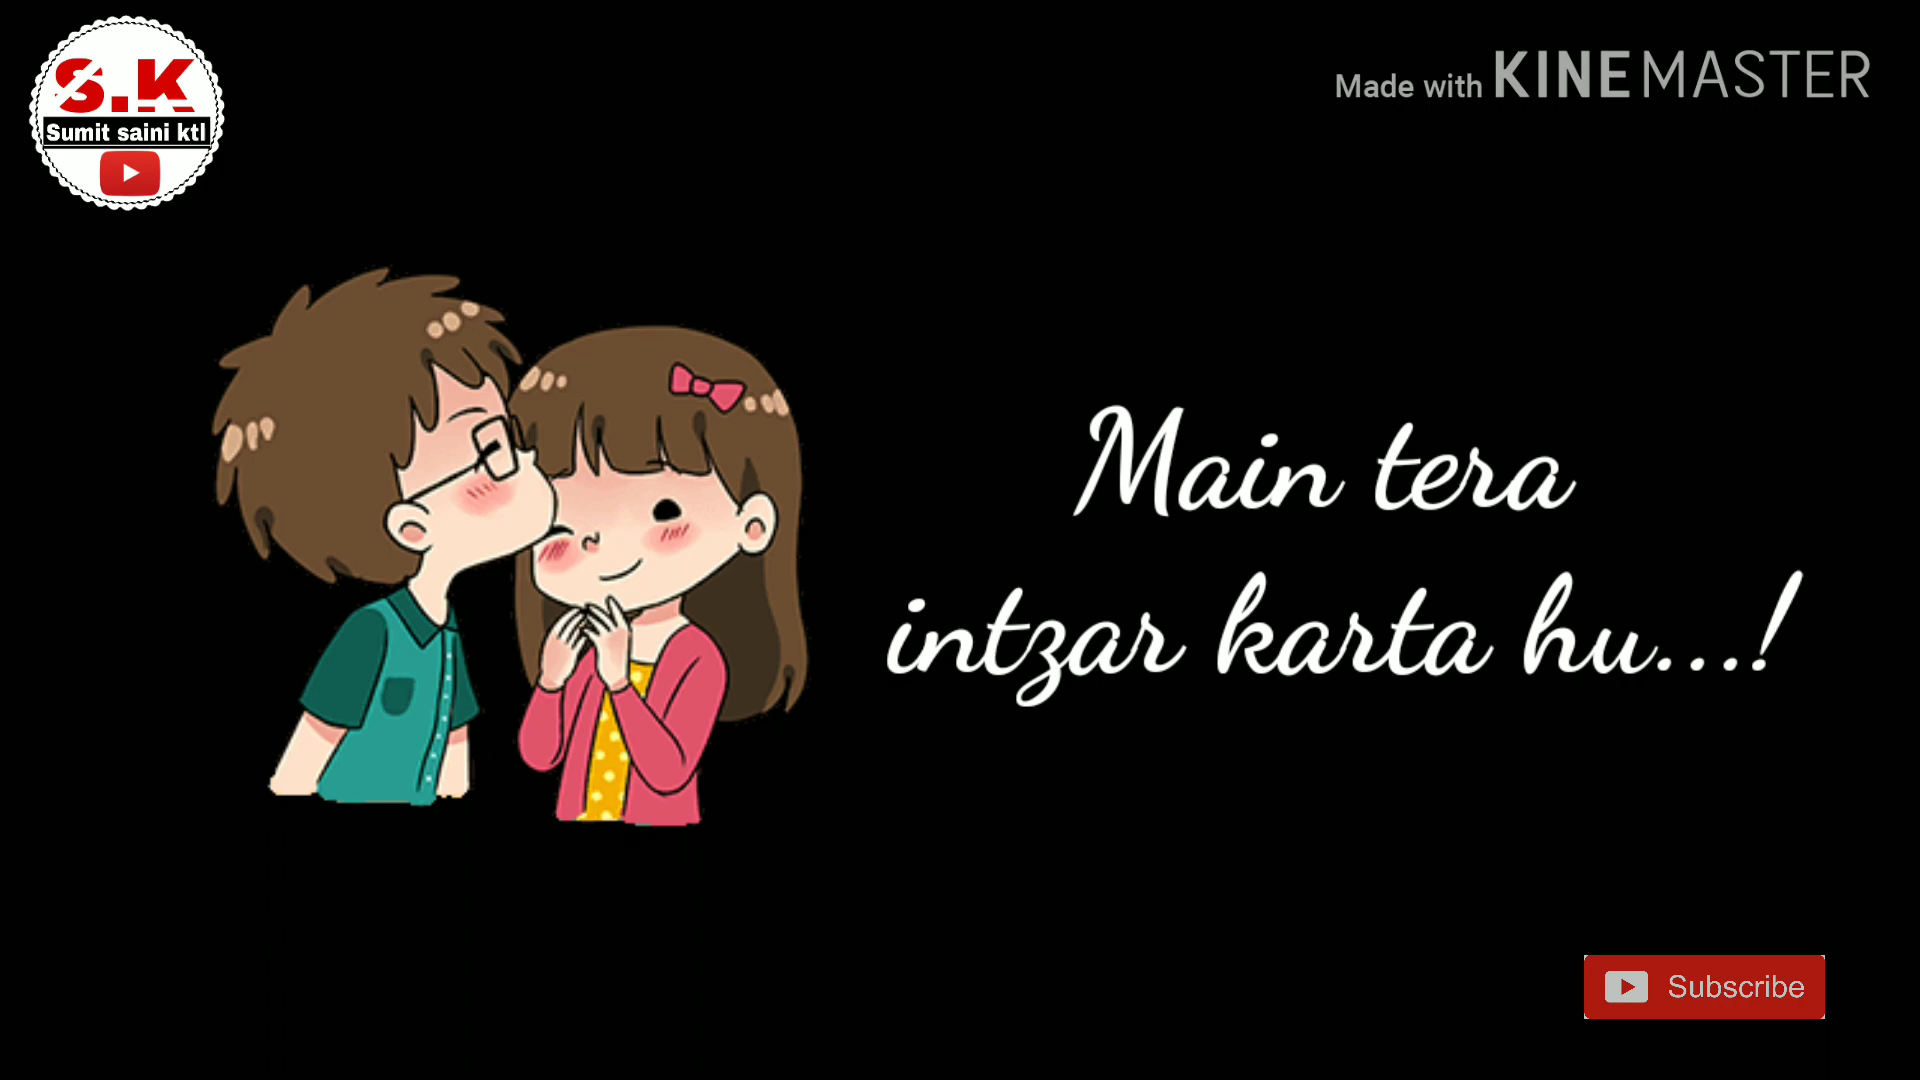 S.K
Sumit saini ktl
Made with KINEMASTER
Main tera
intzar karta hu...!
Subscribe